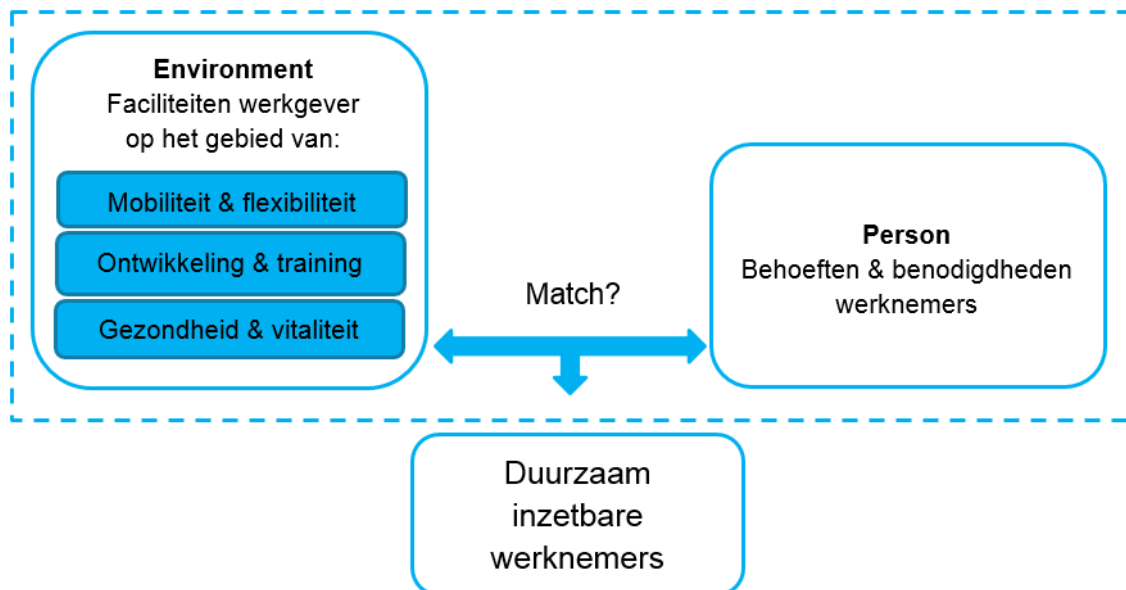 Environment
Faciliteiten werkgever
op het gebied van:
Mobiliteit & flexibiliteit
Ontwikkeling & training
Gezondheid & vitaliteit
Match?
Person
Behoeften & benodigdheden
werknemers
Duurzaam
inzetbare
werknemers